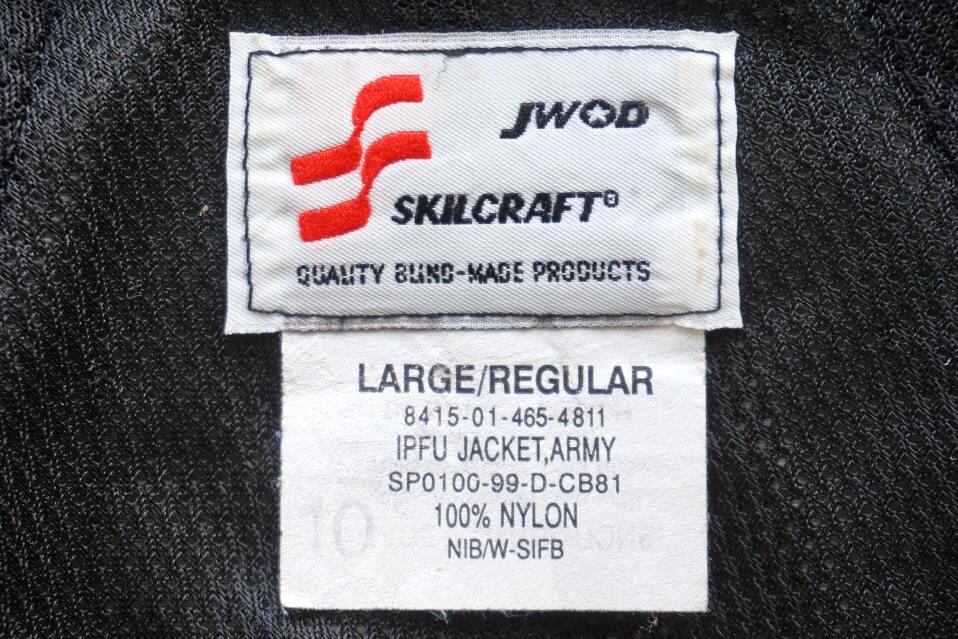 JWOD
SKILCRAFT®
QUALITY BLIND-MADE PRODUCTS
LARGE/REGULAR
8415-01-465-4811
IPFU JACKET,ARMY
SP0100-99-D-CB81
100% NYLON
NIB/W-SIFB
10